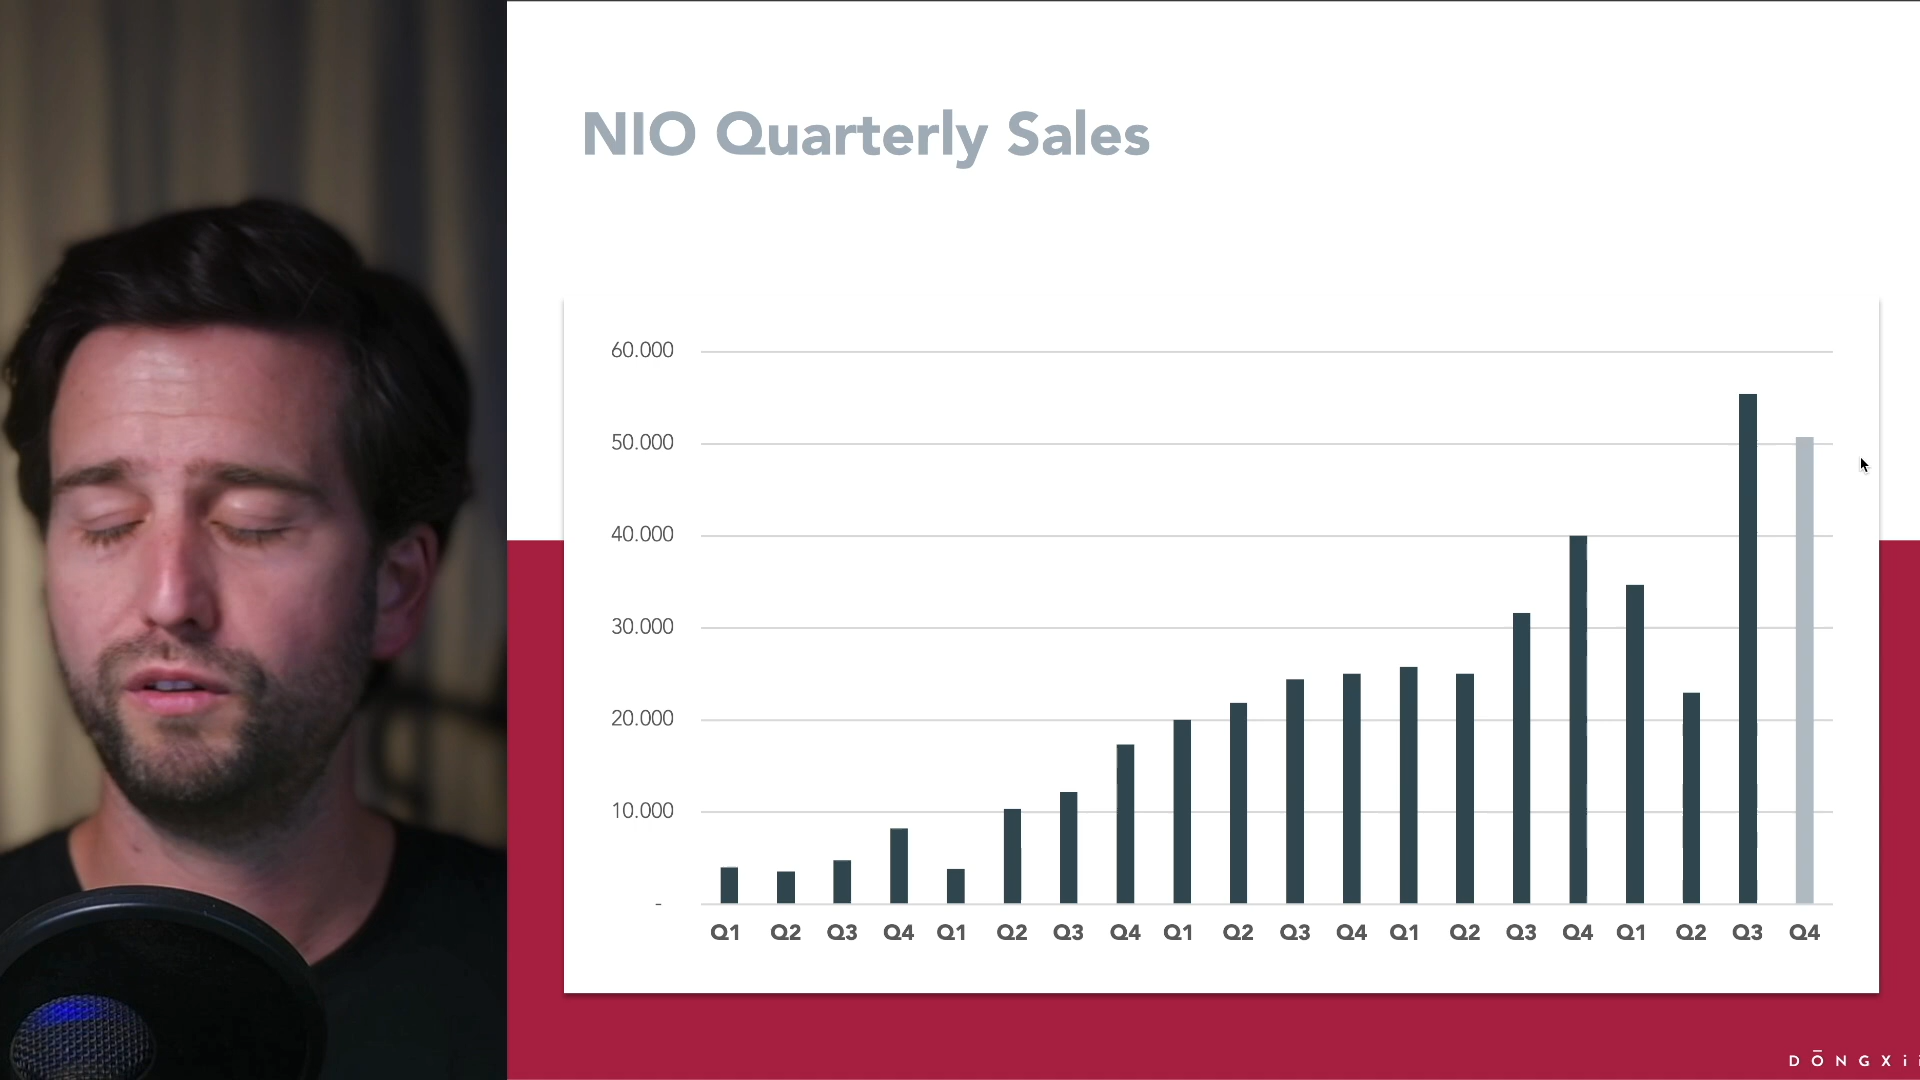 NIO Quarterly Sales
60.000
50.000
40.000
30.000
20.000
10.000
-
Q1 Q2 Q3 Q4 Q1 Q2 Q3 Q4 Q1 Q2 Q3 Q4 Q1 Q2 Q3 Q4 Q1 Q2 Q3 Q4
DŌNGXii